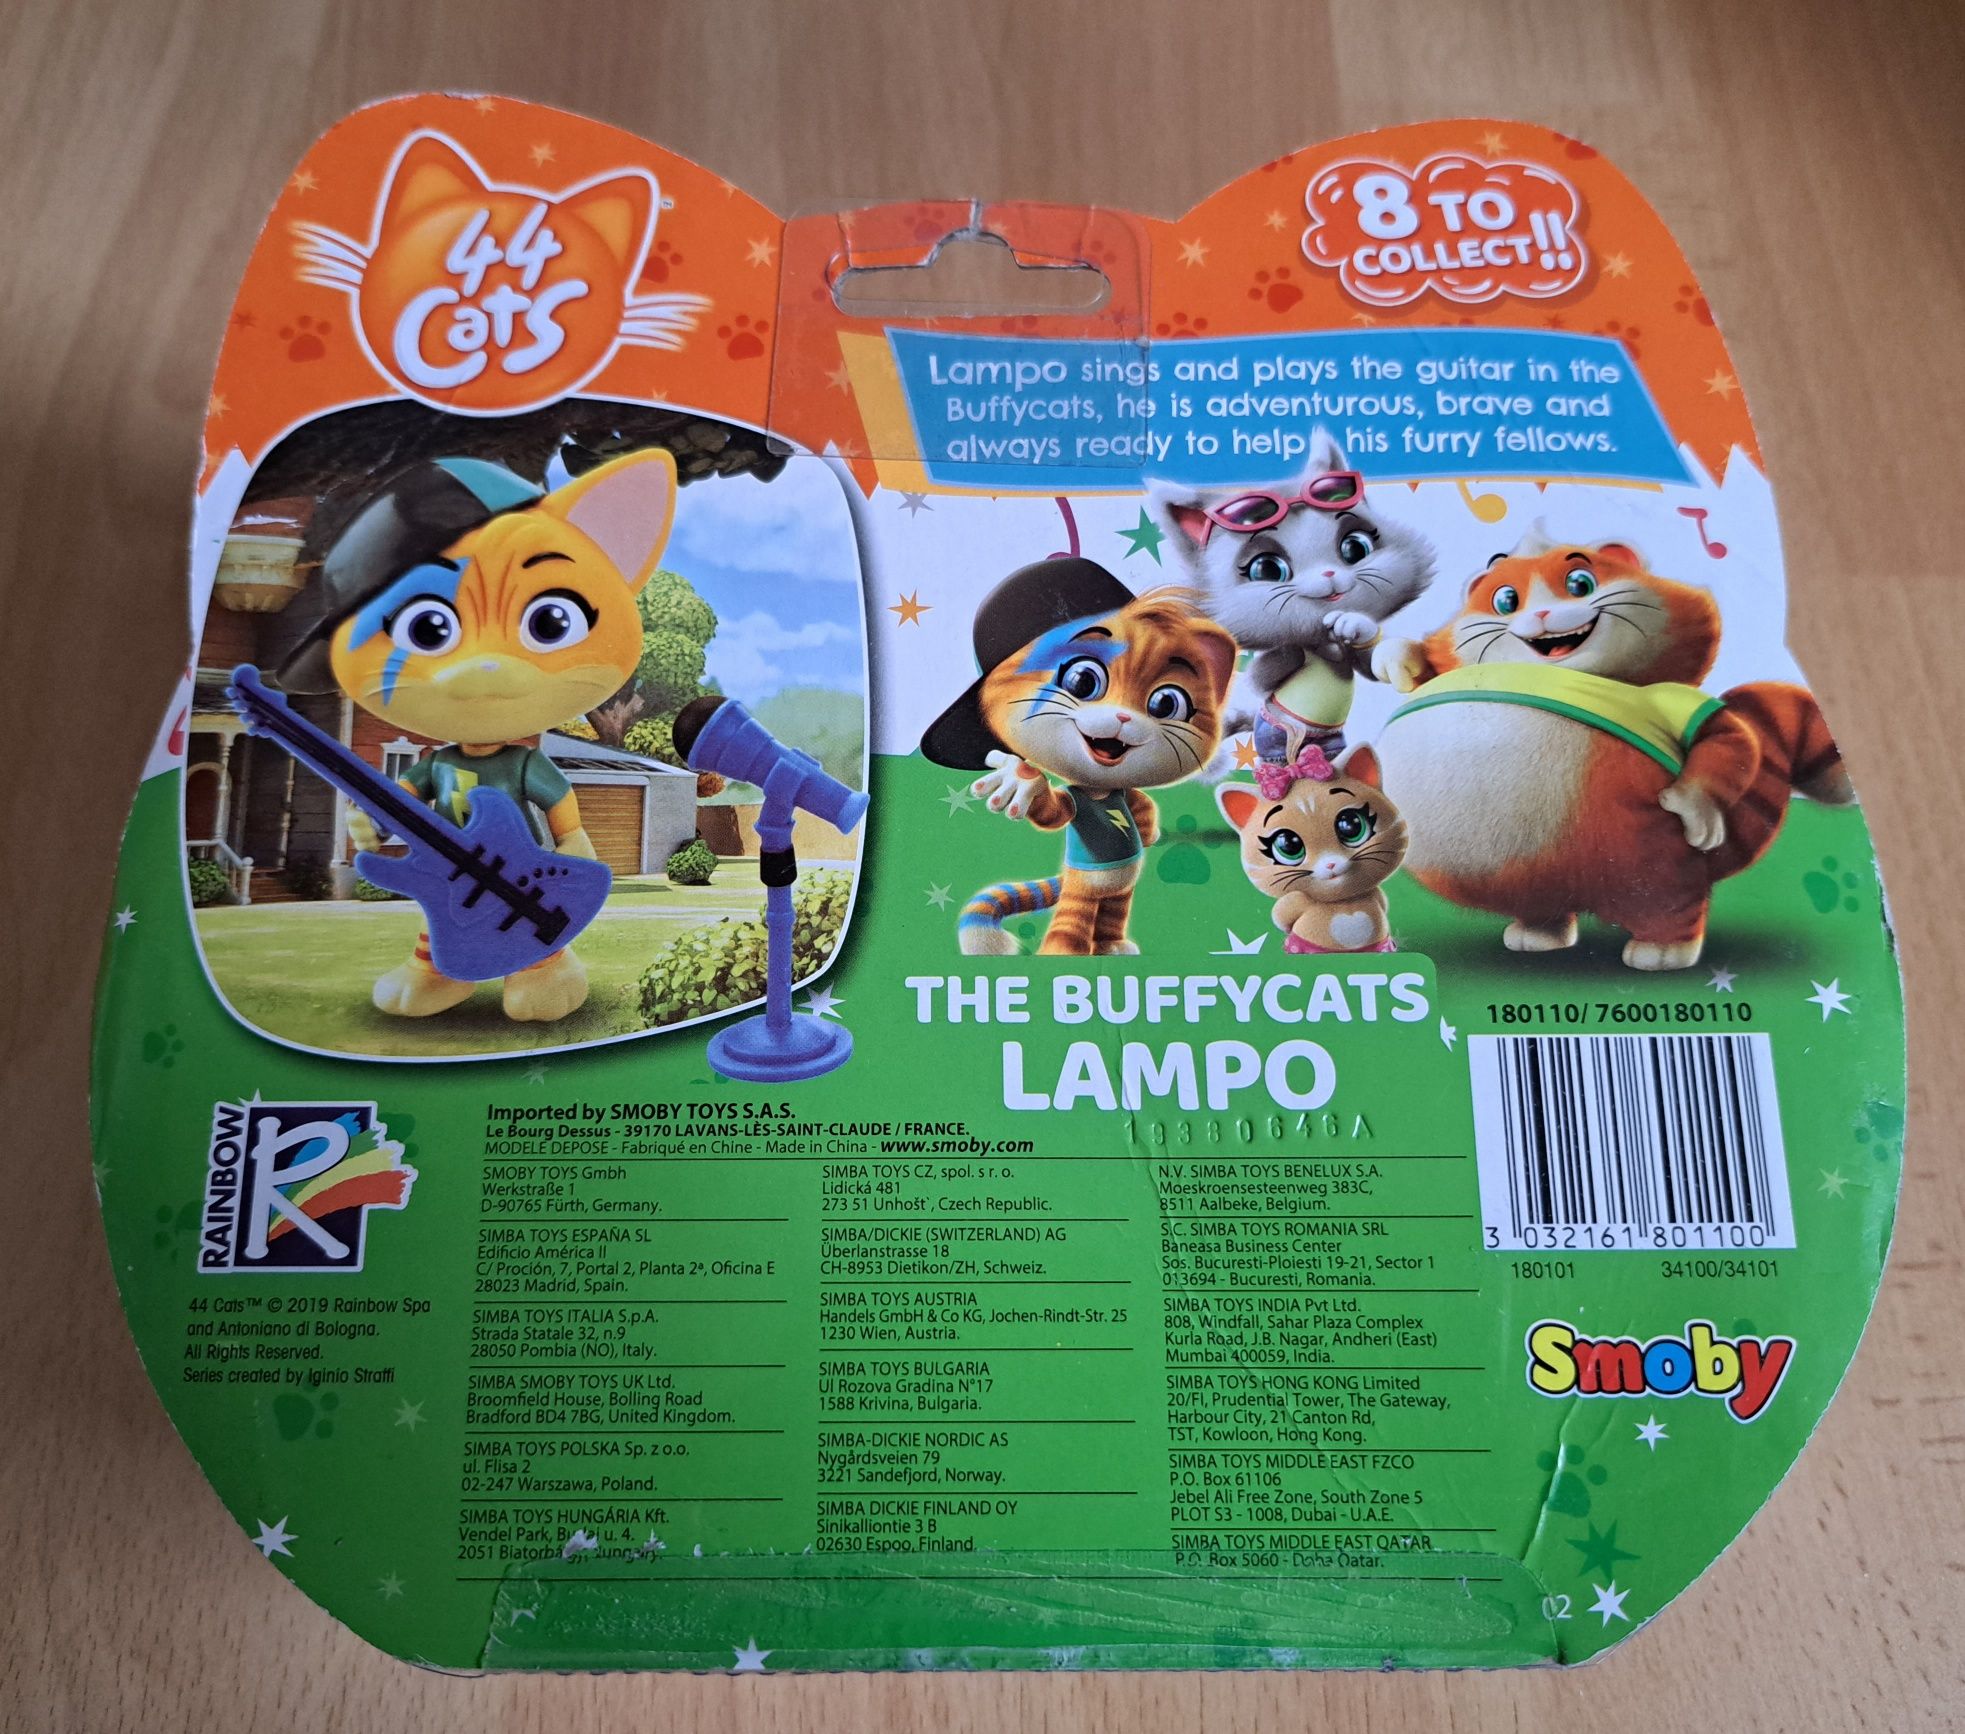 44
Cats
8 TO
COLLECT!!
Lampo sings and plays the guitar in the
Buffycats, he is adventurous, brave and
always ready to help his furry fellows.
THE BUFFYCATS
LAMPO
19380646A
180110/ 7600180110
3 032161 801100
180101 34100/34101
RAINBOW
R
44 Cats™ © 2019 Rainbow Spa
and Antoniano di Bologna.
All Rights Reserved.
Series created by Iginio Straffi
Imported by SMOBY TOYS S.A.S.
Le Bourg Dessus - 39170 LAVANS-LÈS-SAINT-CLAUDE / FRANCE.
MODELE DEPOSE - Fabriqué en Chine - Made in China - www.smoby.com
SMOBY TOYS Gmbh
Werkstraße 1
D-90765 Fürth, Germany.
SIMBA TOYS ESPAÑA SL
Edificio América II
C/ Proción, 7, Portal 2, Planta 2ª, Oficina E
28023 Madrid, Spain.
SIMBA TOYS ITALIA S.p.A.
Strada Statale 32, n.9
28050 Pombia (NO), Italy.
SIMBA SMOBY TOYS UK Ltd.
Broomfield House, Bolling Road
Bradford BD4 7BG, United Kingdom.
SIMBA TOYS POLSKA Sp. z o.o.
ul. Flisa 2
02-247 Warszawa, Poland.
SIMBA TOYS HUNGÁRIA Kft.
Vendel Park, u. 4.
2051
SIMBA TOYS CZ, spol. s r. o.
Lidická 481
273 51 Unhošť, Czech Republic.
SIMBA/DICKIE (SWITZERLAND) AG
Überlanstrasse 18
CH-8953 Dietikon/ZH, Schweiz.
SIMBA TOYS AUSTRIA
Handels GmbH & Co KG, Jochen-Rindt-Str. 25
1230 Wien, Austria.
SIMBA TOYS BULGARIA
Ul Rozova Gradina N°17
1588 Krivina, Bulgaria.
SIMBA-DICKIE NORDIC AS
Nygårdsveien 79
3221 Sandefjord, Norway.
SIMBA DICKIE FINLAND OY
Sinikalliontie 3 B
02630 Espoo, Finland.
N.V. SIMBA TOYS BENELUX S.A.
Moeskroensesteenweg 383C,
8511 Aalbeke, Belgium.
S.C. SIMBA TOYS ROMANIA SRL
Baneasa Business Center
Sos. Bucuresti-Ploiesti 19-21, Sector 1
013694 - Bucuresti, Romania.
SIMBA TOYS INDIA Pvt Ltd.
808, Windfall, Sahar Plaza Complex
Kurla Road, J.B. Nagar, Andheri (East)
Mumbai 400059, India.
SIMBA TOYS HONG KONG Limited
20/Fl, Prudential Tower, The Gateway,
Harbour City, 21 Canton Rd,
TST, Kowloon, Hong Kong.
SIMBA TOYS MIDDLE EAST FZCO
P.O. Box 61106
Jebel Ali Free Zone, South Zone 5
PLOT S3 - 1008, Dubai - U.A.E.
SIMBA TOYS MIDDLE EAST QATAR
P.O. Box 5060 - Doha Qatar.
Smoby
02